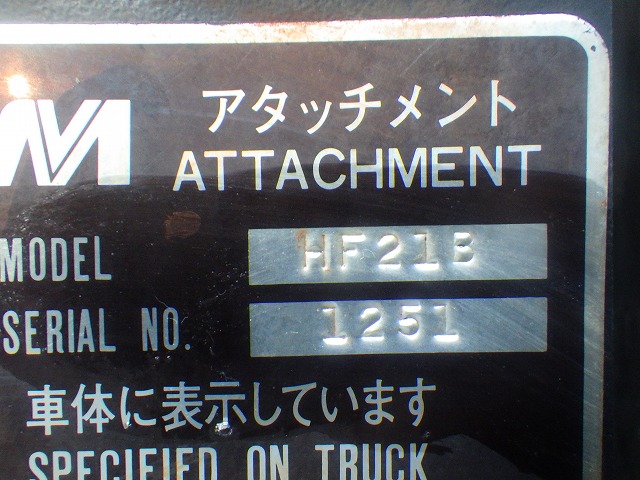 アタッチメント
ATTACHMENT
MODEL HF21B
SERIAL NO. 1251
車体に表示しています
SPECIFIED ON TRUCK